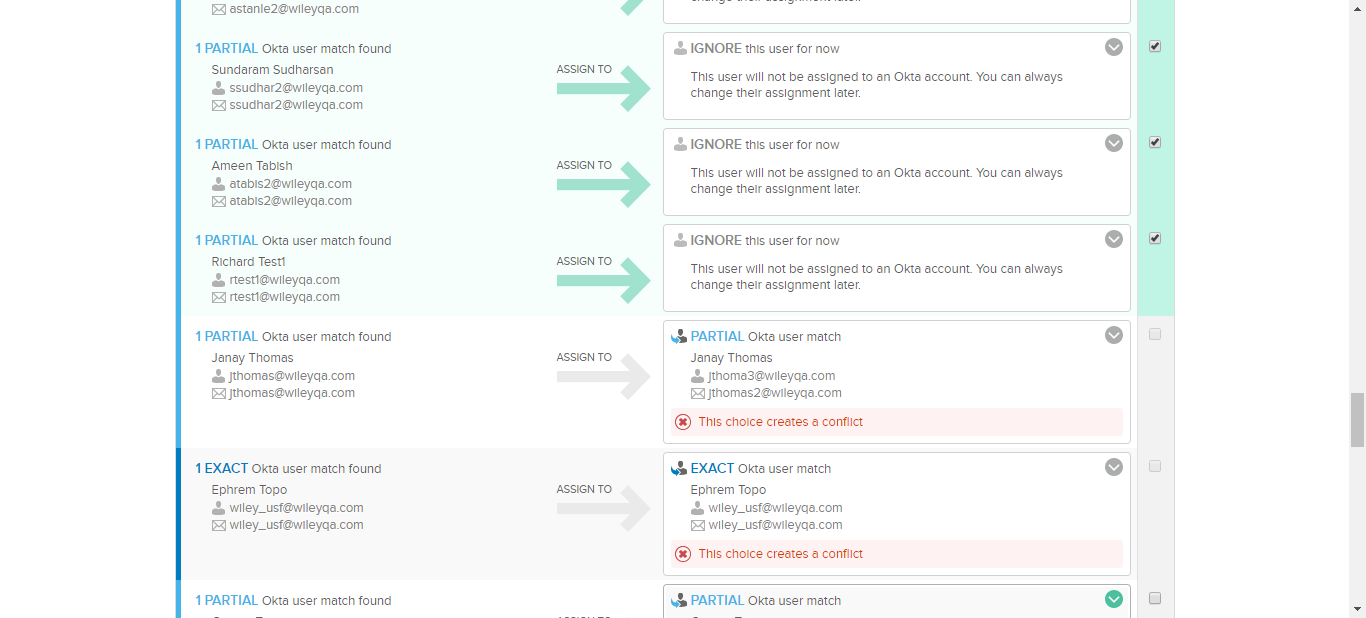 astanle2@wileyqa.com
change their assignment later.
1 PARTIAL Okta user match found
Sundaram Sudharsan
ssudhar2@wileyqa.com
ssudhar2@wileyqa.com
ASSIGN TO
IGNORE this user for now
This user will not be assigned to an Okta account. You can always
change their assignment later.
1 PARTIAL Okta user match found
Ameen Tabish
atabis2@wileyqa.com
atabis2@wileyqa.com
ASSIGN TO
IGNORE this user for now
This user will not be assigned to an Okta account. You can always
change their assignment later.
1 PARTIAL Okta user match found
Richard Test1
rtest1@wileyqa.com
rtest1@wileyqa.com
ASSIGN TO
IGNORE this user for now
This user will not be assigned to an Okta account. You can always
change their assignment later.
1 PARTIAL Okta user match found
Janay Thomas
jthomas@wileyqa.com
jthomas@wileyqa.com
ASSIGN TO
PARTIAL Okta user match
Janay Thomas
jthoma3@wileyqa.com
jthomas2@wileyqa.com
This choice creates a conflict
1 EXACT Okta user match found
Ephrem Topo
wiley_usf@wileyqa.com
wiley_usf@wileyqa.com
ASSIGN TO
EXACT Okta user match
Ephrem Topo
wiley_usf@wileyqa.com
wiley_usf@wileyqa.com
This choice creates a conflict
1 PARTIAL Okta user match found
PARTIAL Okta user match